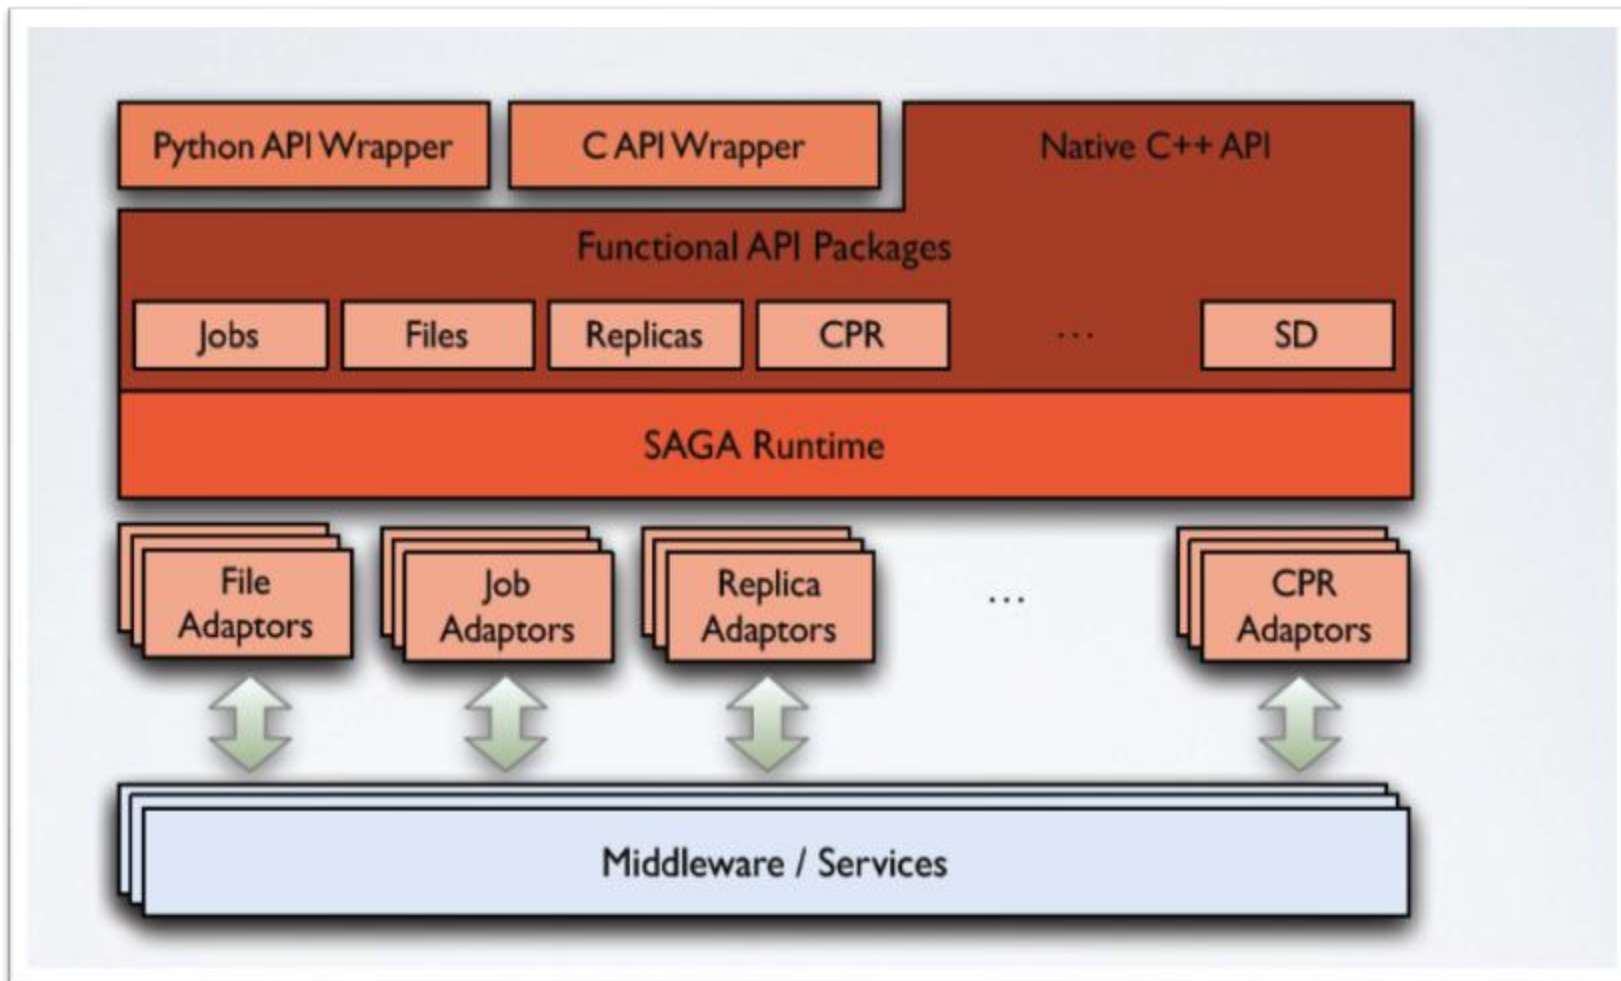 Python API Wrapper
C API Wrapper
Native C++ API
Functional API Packages
Jobs
Files
Replicas
CPR
...
SD
SAGA Runtime
File
Adaptors
Job
Adaptors
Replica
Adaptors
...
CPR
Adaptors
Middleware / Services